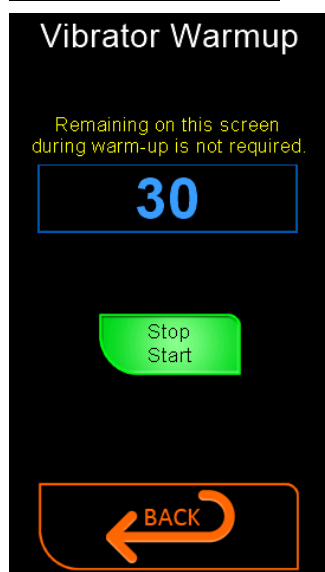 Vibrator Warmup
Remaining on this screen
during warm-up is not required.
30
Stop
Start
BACK